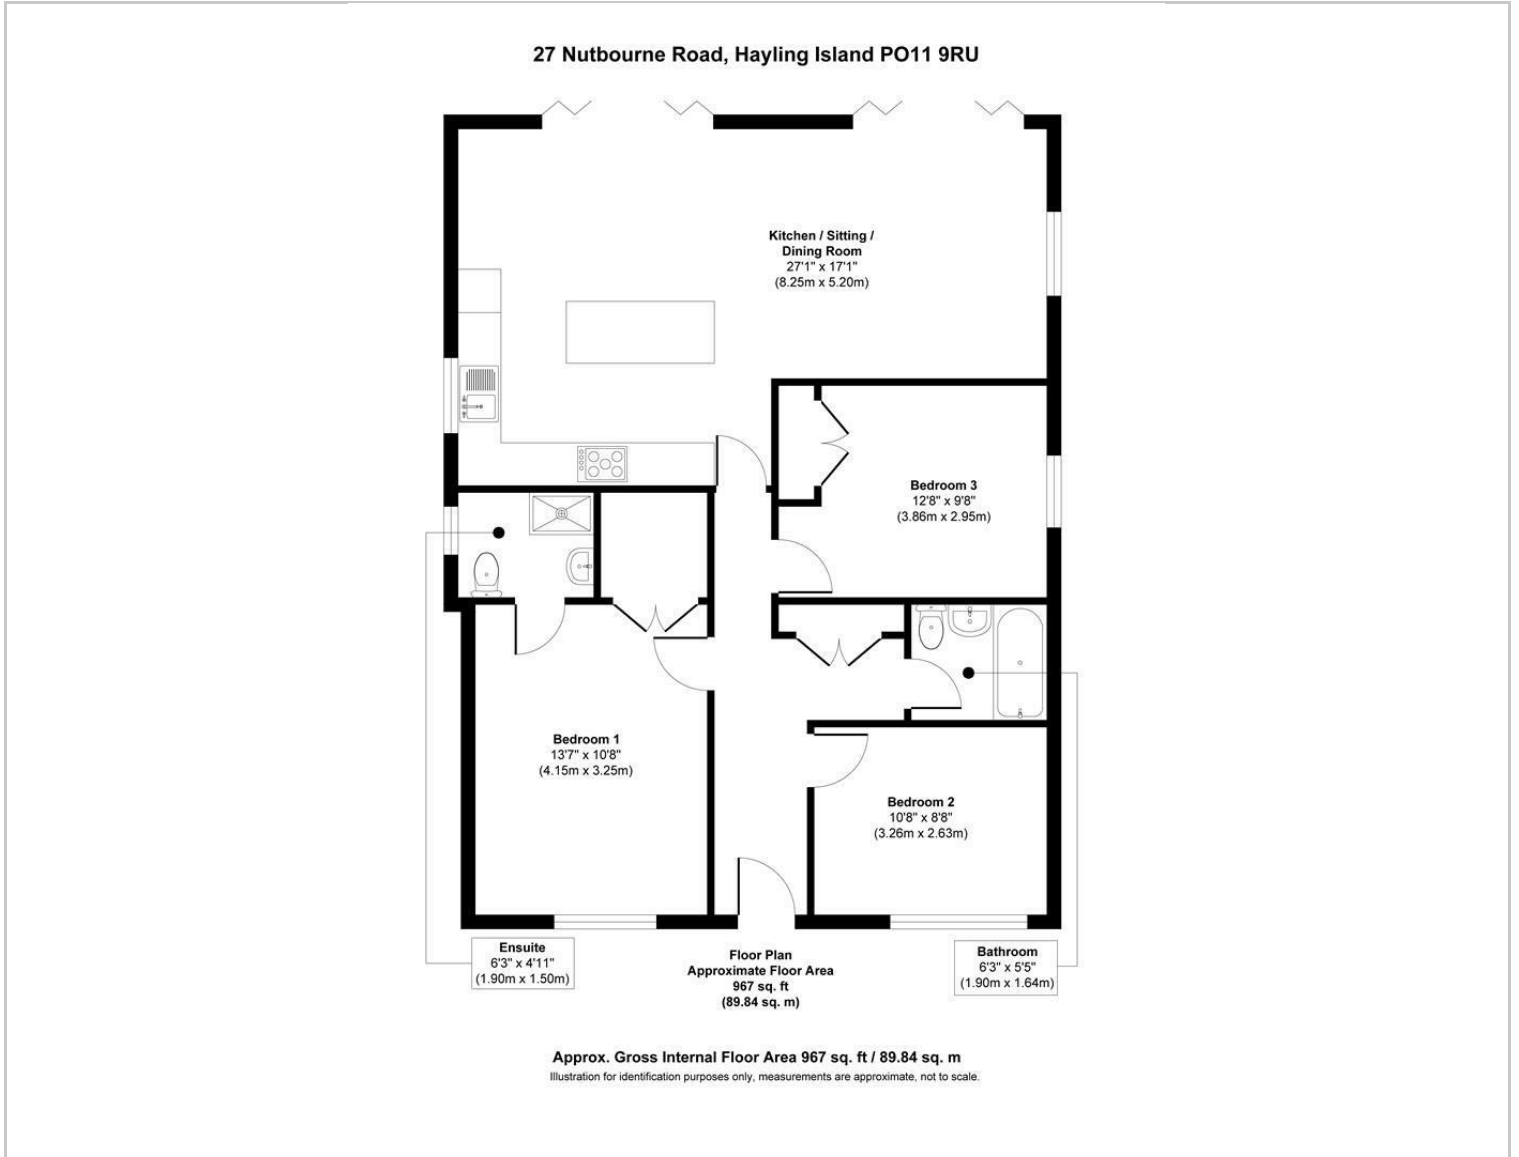 27 Nutbourne Road, Hayling Island PO11 9RU
Kitchen / Sitting /
Dining Room
27'1" x 17'1"
(8.25m x 5.20m)
Bedroom 3
12'8" x 9'8"
(3.86m x 2.95m)
Bedroom 1
13'7" x 10'8"
(4.15m x 3.25m)
Bedroom 2
10'8" x 8'8"
(3.26m x 2.63m)
Ensuite
6'3" x 4'11"
(1.90m x 1.50m)
Floor Plan
Approximate Floor Area
967 sq. ft
(89.84 sq. m)
Bathroom
6'3" x 5'5"
(1.90m x 1.64m)
Approx. Gross Internal Floor Area 967 sq. ft / 89.84 sq. m
Illustration for identification purposes only, measurements are approximate, not to scale.